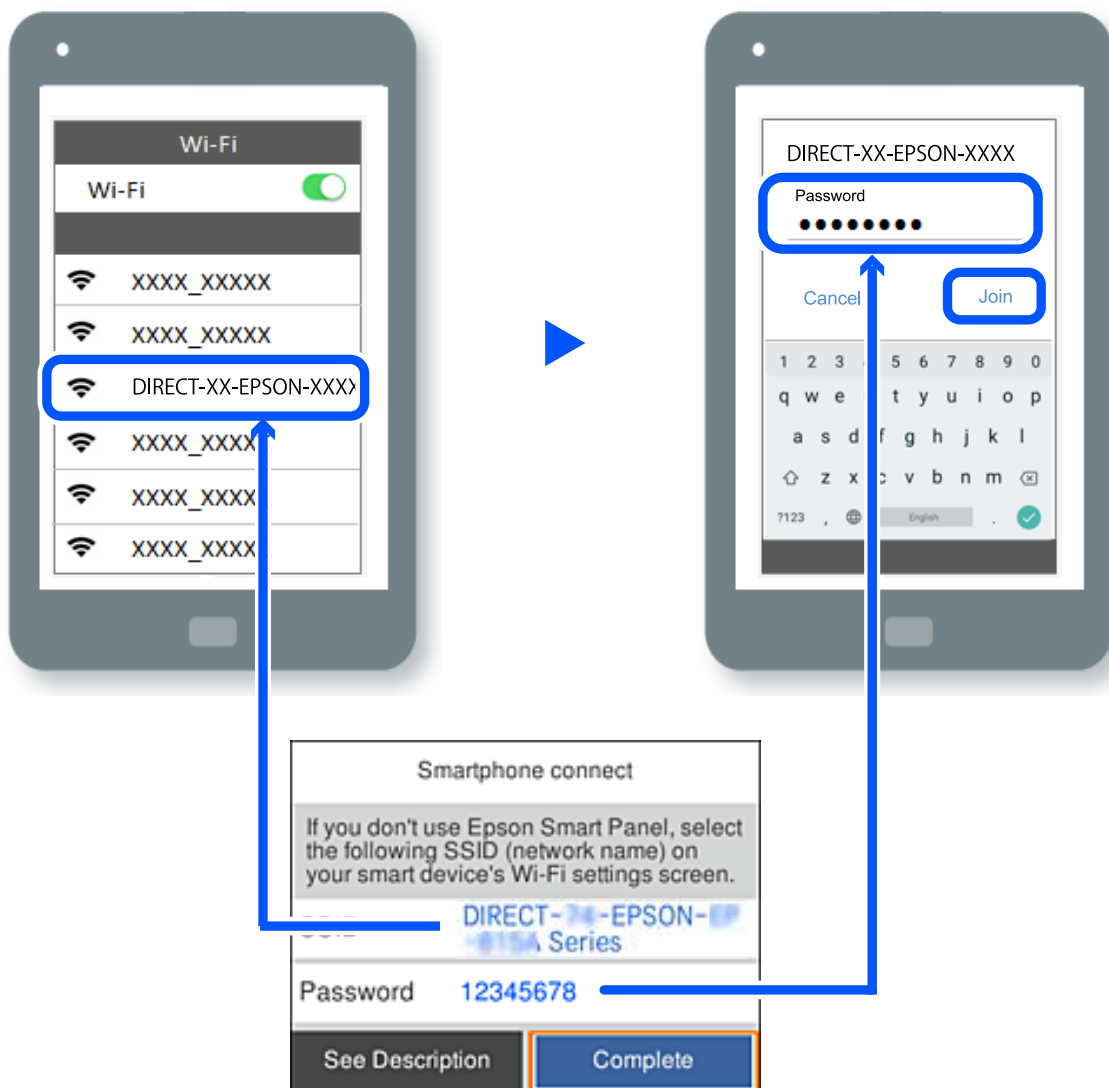 Wi-Fi
Wi-Fi
XXXX_XXXXX
XXXX_XXXXX
DIRECT-XX-EPSON-XXXX
XXXX_XXXX
XXXX_XXXX
XXXX_XXXX
DIRECT-XX-EPSON-XXXX
Password
Cancel
Join
1 2 3 5 6 7 8 9 0
q w e t y u i o p
a s d f g h j k l
z x c v b n m
?123 , English .
Smartphone connect
If you don't use Epson Smart Panel, select
the following SSID (network name) on
your smart device's Wi-Fi settings screen.
DIRECT- -EPSON-
Series
Password 12345678
See Description
Complete